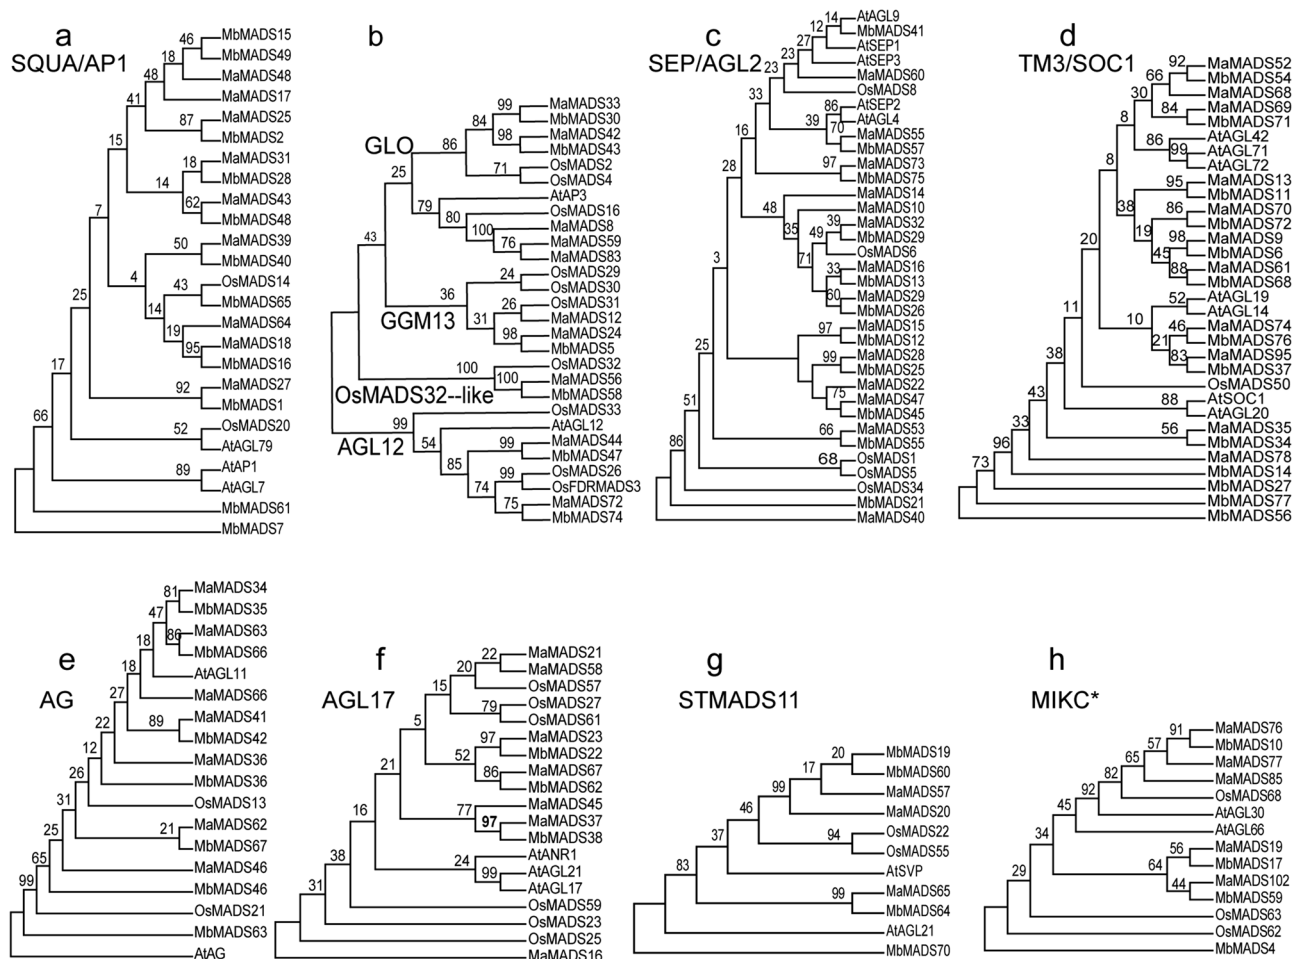 a
SQUA/AP1
46
MbMADS15
MbMADS49
18
MaMADS48
48
MaMADS17
41
87
MaMADS25
MbMADS2
15
18
MaMADS31
MbMADS28
14
62
MaMADS43
MbMADS48
7
50
MaMADS39
MbMADS40
4
43
OsMADS14
MbMADS65
14
19
MaMADS64
95
MaMADS18
MbMADS16
25
92
MaMADS27
MbMADS1
17
52
OsMADS20
AtAGL79
66
89
AtAP1
AtAGL7
MbMADS61
MbMADS7
b
99
MaMADS33
MbMADS30
84
98
MaMADS42
MbMADS43
GLO
86
71
OsMADS2
OsMADS4
25
AtAP3
79
OsMADS16
80
100
MaMADS8
76
MaMADS59
MaMADS83
43
24
OsMADS29
OsMADS30
36
GGM13
26
OsMADS31
MaMADS12
31
98
MaMADS24
MbMADS5
100
OsMADS32
100
MaMADS56
MbMADS58
OsMADS32--like
OsMADS33
99
AGL12
AtAGL12
54
99
MaMADS44
MbMADS47
85
99
OsMADS26
OsFDRMADS3
74
75
MaMADS72
MbMADS74
c
SEP/AGL2
14
AtAGL9
MbMADS41
12
AtSEP1
27
AtSEP3
23
MaMADS60
23
OsMADS8
33
86
AtSEP2
AtAGL4
39
70
MaMADS55
MbMADS57
16
97
MaMADS73
MbMADS75
28
MaMADS14
48
MaMADS10
35
39
MaMADS32
MbMADS29
49
OsMADS6
71
33
MaMADS16
MbMADS13
60
MaMADS29
MbMADS26
3
97
MaMADS15
MbMADS12
99
MaMADS28
MbMADS25
MaMADS22
75
MaMADS47
MbMADS45
25
66
MaMADS53
MbMADS55
51
68
OsMADS1
OsMADS5
86
OsMADS34
MbMADS21
MaMADS40
d
TM3/SOC1
92
MaMADS52
MbMADS54
66
MaMADS68
30
84
MaMADS69
MbMADS71
8
86
AtAGL42
99
AtAGL71
AtAGL72
8
95
MaMADS13
MbMADS11
38
86
MaMADS70
MbMADS72
19
98
MaMADS9
MbMADS6
45
88
MaMADS61
MbMADS68
20
52
AtAGL19
AtAGL14
10
46
MaMADS74
MbMADS76
21
83
MaMADS95
MbMADS37
11
OsMADS50
38
88
AtSOC1
AtAGL20
43
56
MaMADS35
MbMADS34
33
MaMADS78
96
MbMADS14
73
MbMADS27
MbMADS77
MbMADS56
e
AG
81
MaMADS34
MbMADS35
47
86
MaMADS63
MbMADS66
18
AtAGL11
18
MaMADS66
27
89
MaMADS41
MbMADS42
22
MaMADS36
12
MbMADS36
26
OsMADS13
31
21
MaMADS62
MbMADS67
25
MaMADS46
65
MbMADS46
99
OsMADS21
MbMADS63
AtAG
f
AGL17
22
MaMADS21
MaMADS58
20
OsMADS57
15
79
OsMADS27
OsMADS61
5
97
MaMADS23
MbMADS22
52
86
MaMADS67
MbMADS62
21
77
MaMADS45
97
MaMADS37
MbMADS38
16
24
AtANR1
99
AtAGL21
AtAGL17
38
OsMADS59
31
OsMADS23
OsMADS25
MaMADS16
g
STMADS11
20
MbMADS19
MbMADS60
17
MaMADS57
99
MaMADS20
46
94
OsMADS22
OsMADS55
37
AtSVP
83
99
MaMADS65
MbMADS64
AtAGL21
MbMADS70
h
MIKC*
91
MaMADS76
MbMADS10
57
MaMADS77
65
MaMADS85
82
OsMADS68
92
AtAGL30
45
AtAGL66
34
56
MaMADS19
MbMADS17
64
44
MaMADS102
MbMADS59
29
OsMADS63
OsMADS62
MbMADS4